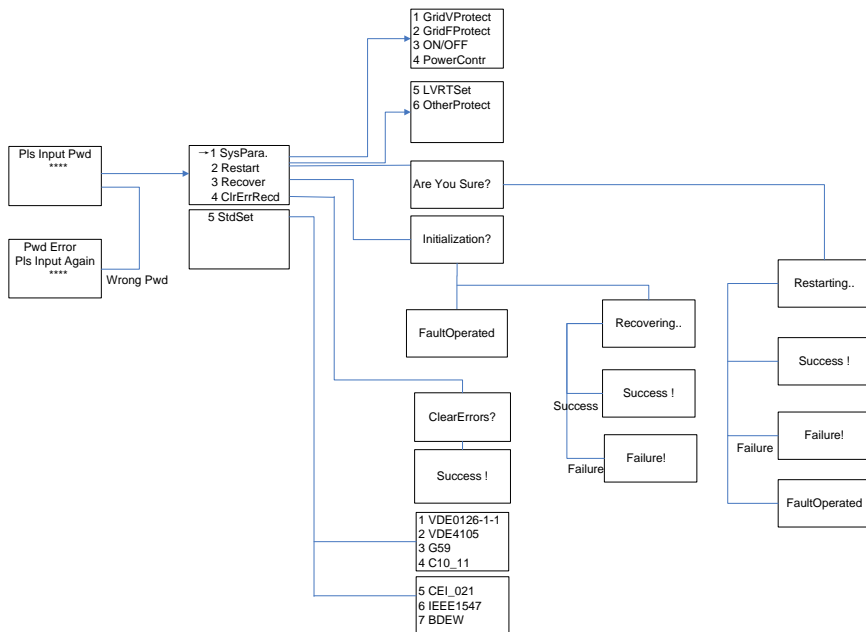 1 GridVProtect
2 GridFProtect
3 ON/OFF
4 PowerContr
5 LVRTSet
6 OtherProtect
Pls Input Pwd
****
→1 SysPara.
2 Restart
3 Recover
4 ClrErrRecd
5 StdSet
Pwd Error
Pls Input Again
****
Wrong Pwd
Are You Sure?
Initialization?
FaultOperated
Recovering..
Success !
Success
Failure!
Failure
Restarting..
Success !
Failure!
Failure
FaultOperated
ClearErrors?
Success !
1 VDE0126-1-1
2 VDE4105
3 G59
4 C10_11
5 CEI_021
6 IEEE1547
7 BDEW